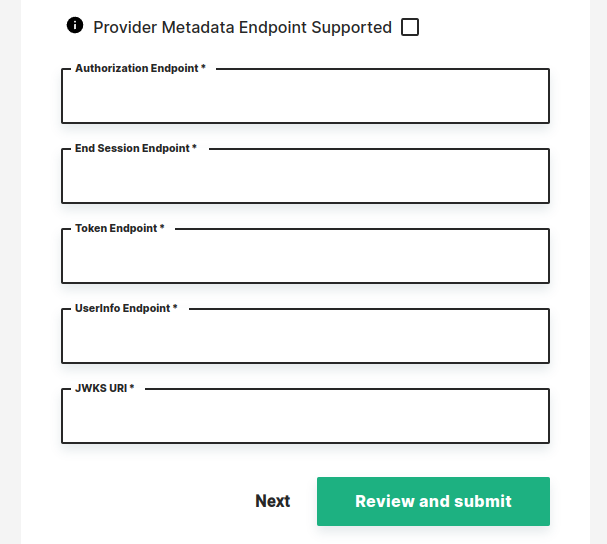 Provider Metadata Endpoint Supported
Authorization Endpoint *
End Session Endpoint *
Token Endpoint *
UserInfo Endpoint *
JWKS URI *
Next Review and submit